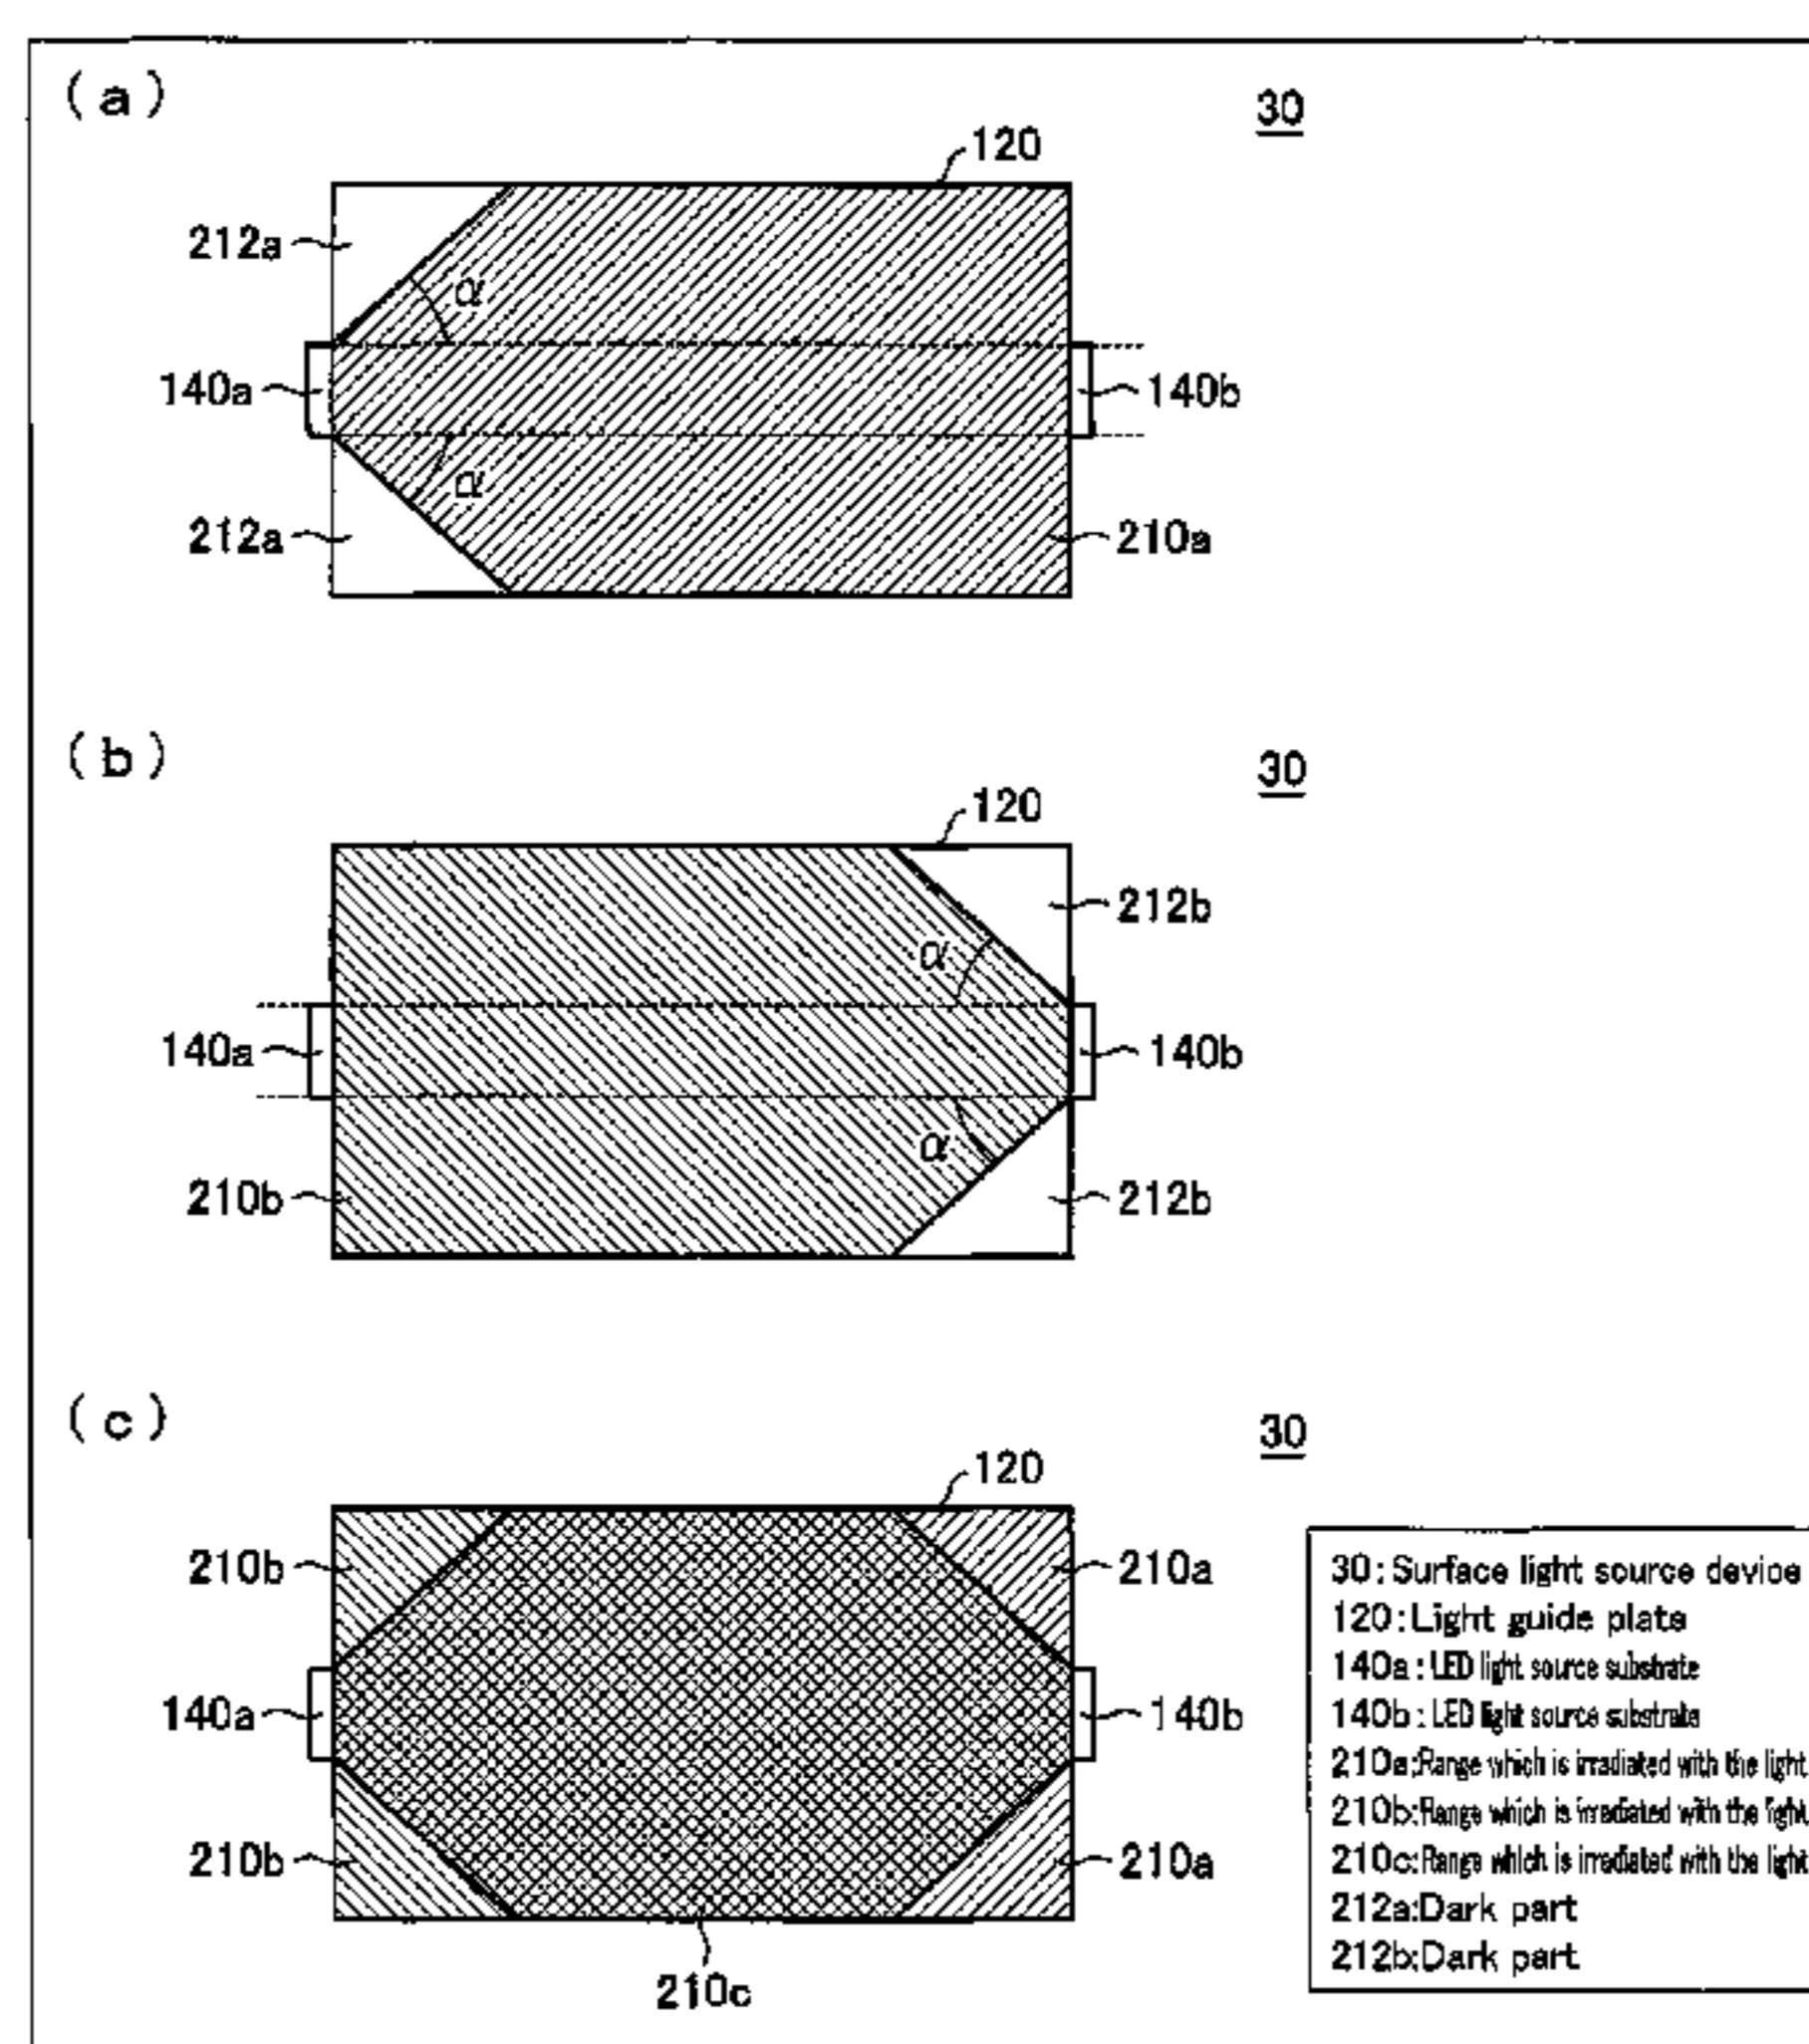 (a)
30
120
212a
α
140a
140b
α
212a
210a
(b)
30
120
212b
α
140a
140b
α
210b
212b
(c)
30
120
210b
210a
140a
140b
210b
210a
210c
30:Surface light source device
120:Light guide plate
140a:LED light source substrate
140b:LED light source substrate
210a:Range which is irradiated with the light
210b:Range which is irradiated with the light
210c:Range which is irradiated with the light
212a:Dark part
212b:Dark part